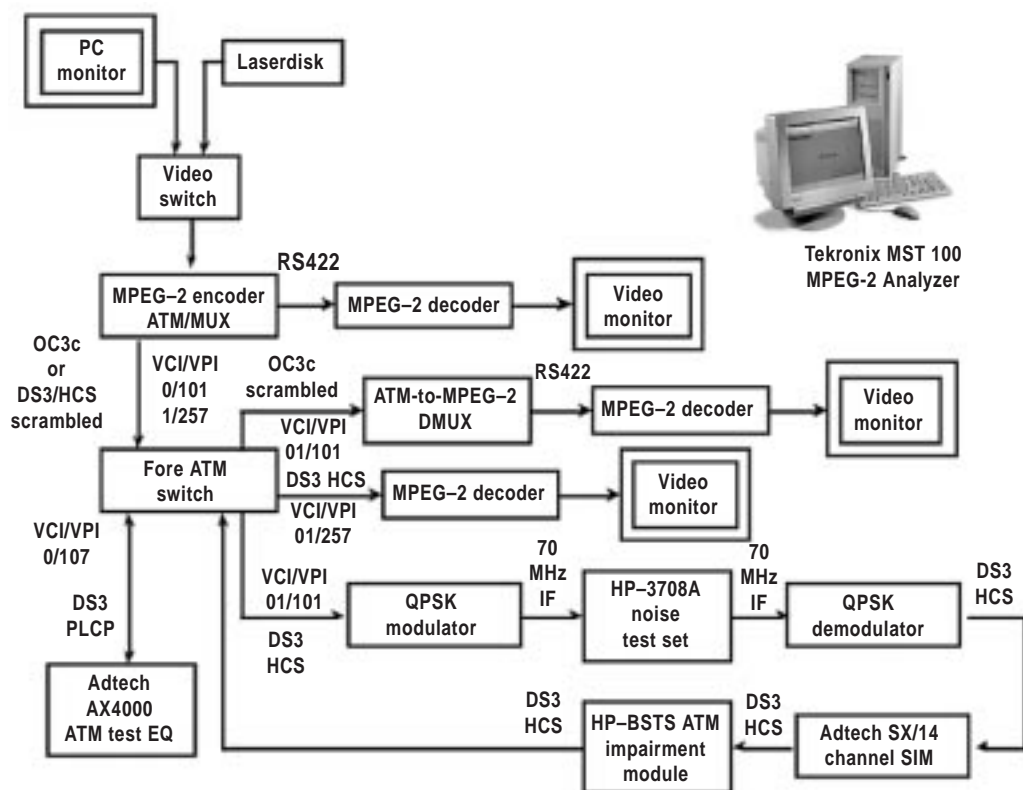 PC
monitor
Laserdisk
Video
switch
Tekronix MST 100
MPEG-2 Analyzer
MPEG–2 encoder
ATM/MUX
RS422
MPEG–2 decoder
Video
monitor
OC3c
or
DS3/HCS
scrambled
VCI/VPI
0/101
1/257
OC3c
scrambled
VCI/VPI
01/101
ATM-to-MPEG–2
DMUX
RS422
MPEG–2 decoder
Video
monitor
Fore ATM
switch
DS3 HCS
VCI/VPI
01/257
MPEG–2 decoder
Video
monitor
VCI/VPI
0/107
DS3
PLCP
Adtech
AX4000
ATM test EQ
VCI/VPI
01/101
DS3
HCS
QPSK
modulator
70
MHz
IF
HP–3708A
noise
test set
70
MHz
IF
QPSK
demodulator
DS3
HCS
Adtech SX/14
channel SIM
DS3
HCS
HP–BSTS ATM
impairment
module
DS3
HCS